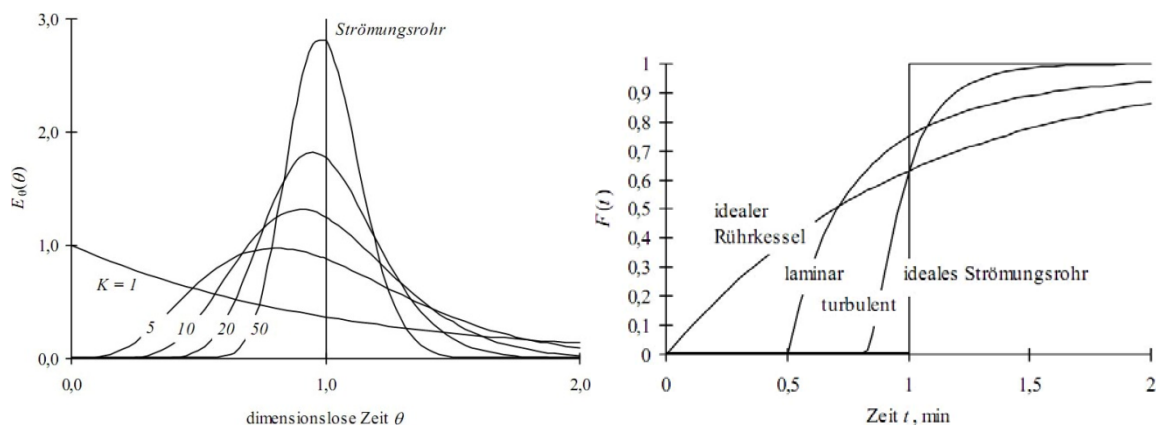 3,0
Strömungsrohr
2,0
E_θ(θ)
1,0
K = 1
5
10
20
50
0,0
0,0
1,0
2,0
dimensionslose Zeit θ
1
0,9
0,8
0,7
0,6
0,5
0,4
0,3
0,2
0,1
0
F(t)
idealer
Rührkessel
laminar
ideales Strömungsrohr
turbulent
0
0,5
1
1,5
2
Zeit t, min